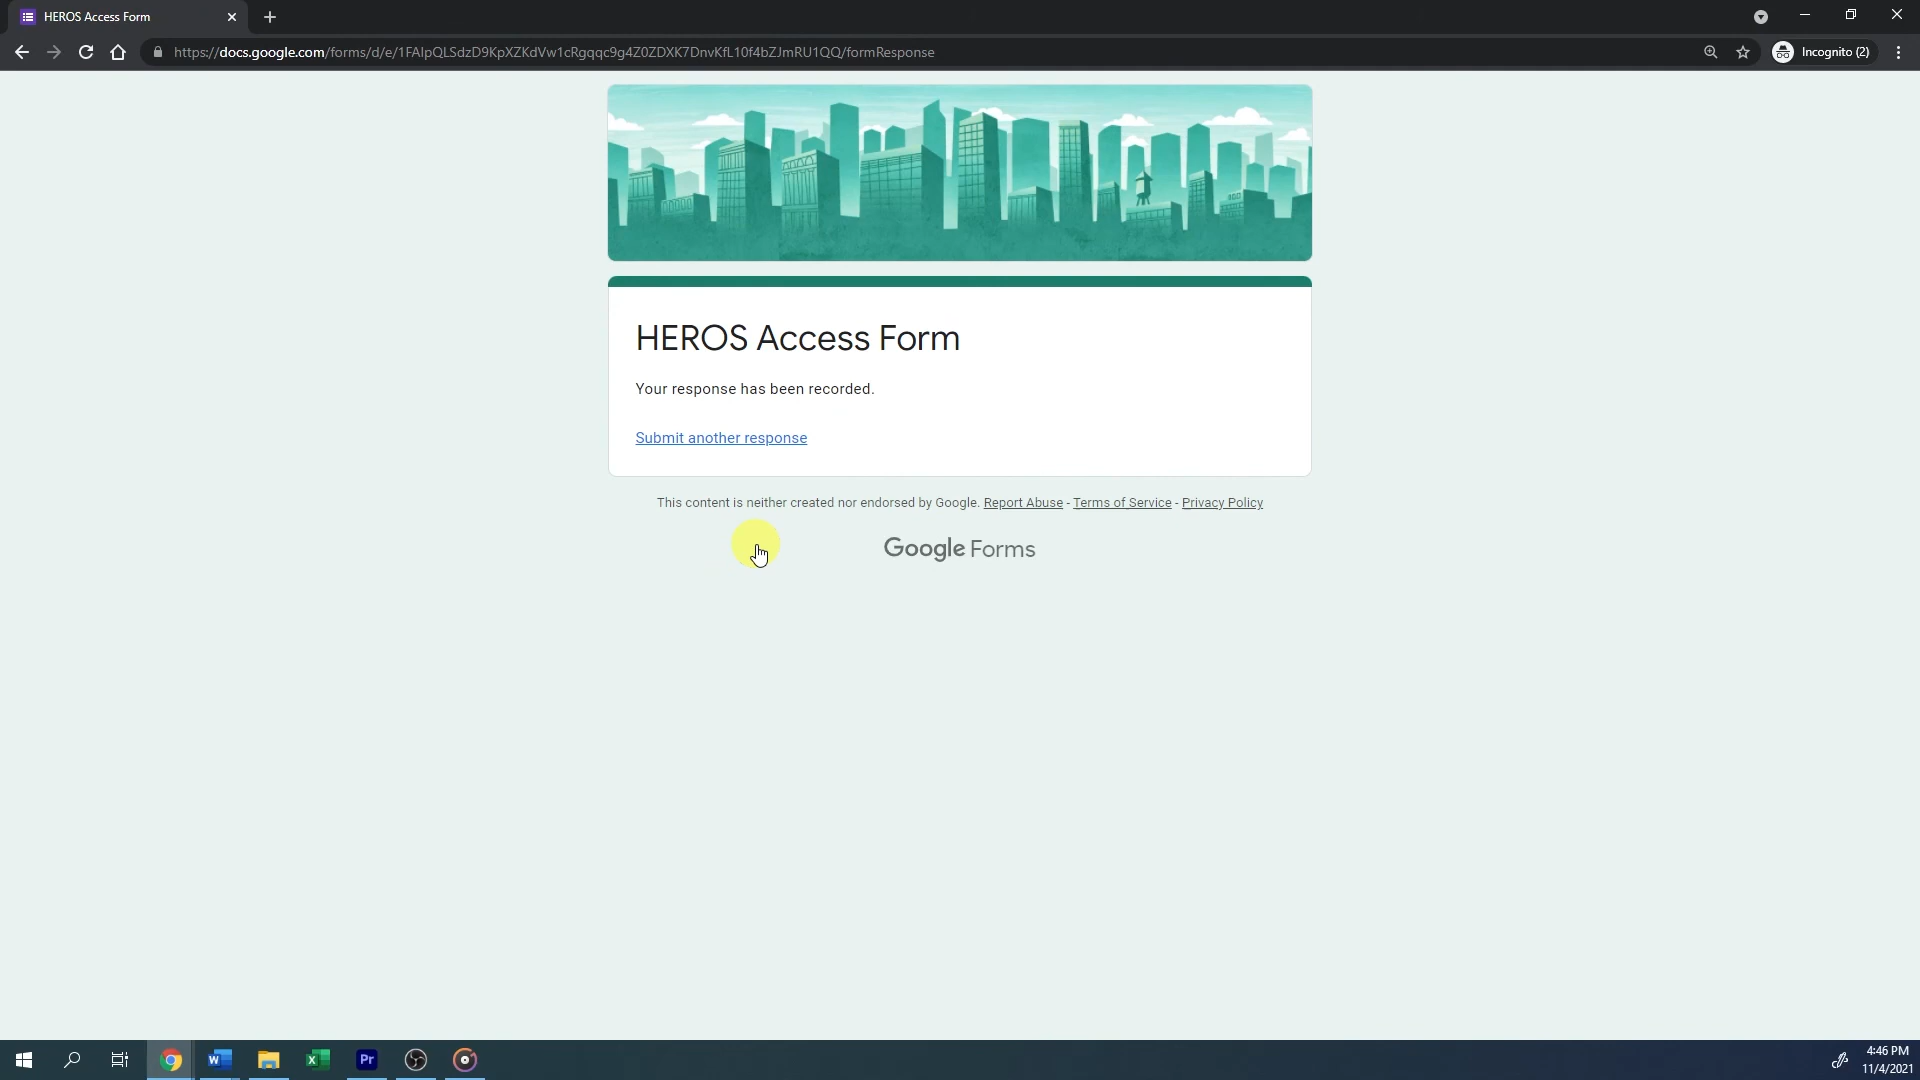 HEROS Access Form
https://docs.google.com/forms/d/e/1FAIpQLSdzD9KpXZKdVw1cRgqqc9g4Z0ZDXK7DnvKfL10f4bZJmRU1QQ/formResponse
Incognito (2)
HEROS Access Form
Your response has been recorded.
Submit another response
This content is neither created nor endorsed by Google. Report Abuse - Terms of Service - Privacy Policy
Google Forms
W
X
Pr
4:46 PM
11/4/2021